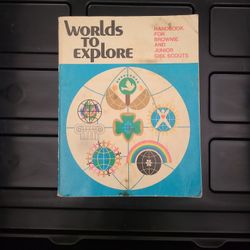 WORLDS
TO
EXPLORE
HANDBOOK
FOR
BROWNIE
AND
JUNIOR
GIRL SCOUTS